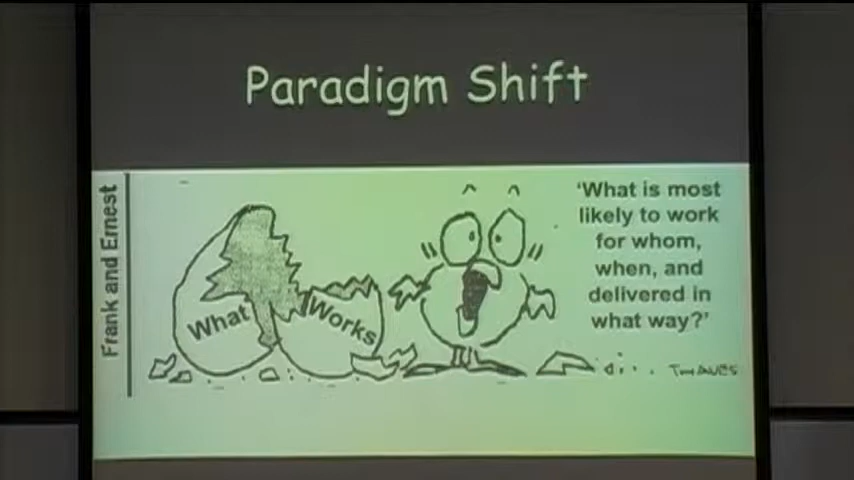 Paradigm Shift
Frank and Ernest
What
Works
‘What is most
likely to work
for whom,
when, and
delivered in
what way?’
THAVES